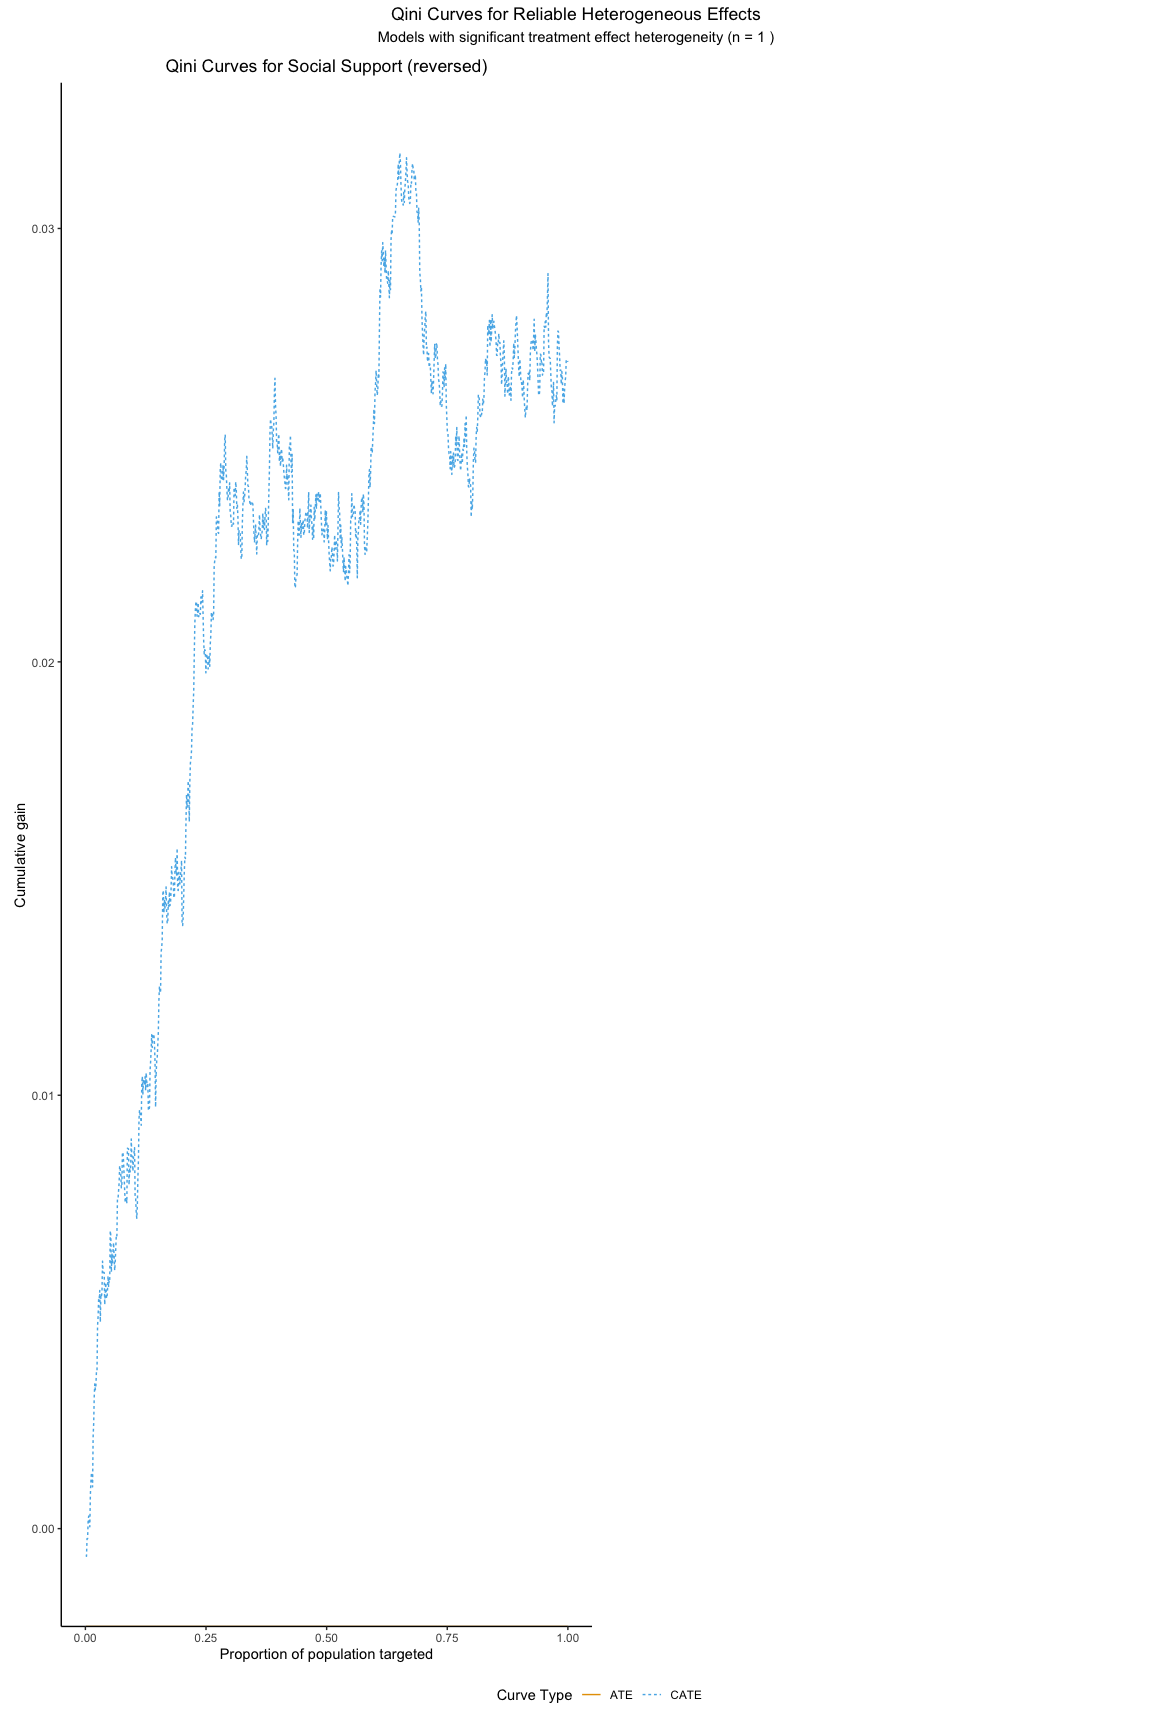 Qini Curves for Reliable Heterogeneous Effects
Models with significant treatment effect heterogeneity (n = 1 )
Qini Curves for Social Support (reversed)
0.03
0.02
0.01
0.00
Cumulative gain
0.00 0.25 0.50 0.75 1.00
Proportion of population targeted
Curve Type ATE CATE